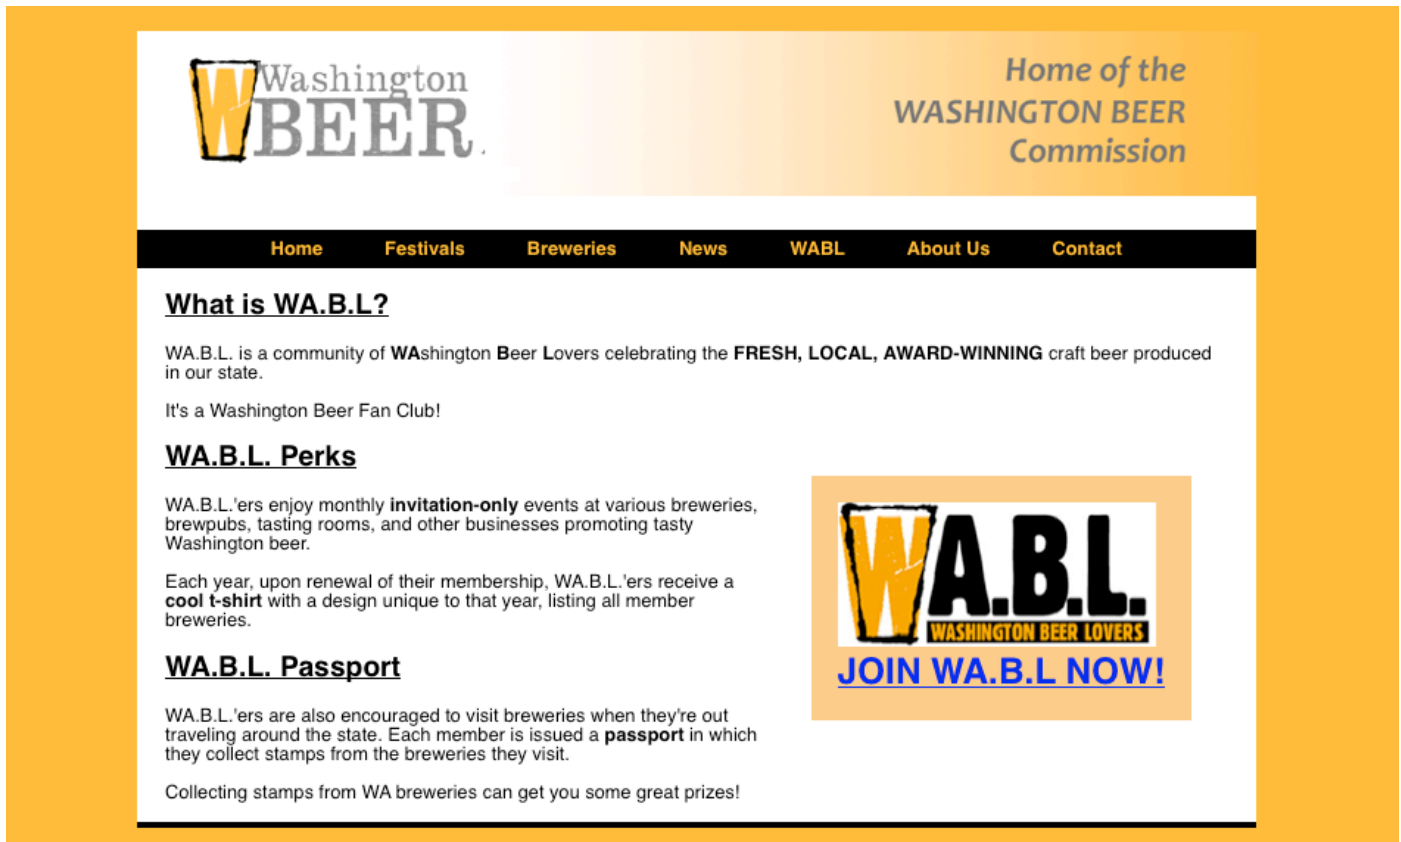 Washington
BEER
Home of the
WASHINGTON BEER
Commission
Home Festivals Breweries News WABL About Us Contact
What is WA.B.L?
WA.B.L. is a community of WAshington Beer Lovers celebrating the FRESH, LOCAL, AWARD-WINNING craft beer produced
in our state.
It's a Washington Beer Fan Club!
WA.B.L. Perks
WA.B.L.'ers enjoy monthly invitation-only events at various breweries,
brewpubs, tasting rooms, and other businesses promoting tasty
Washington beer.
Each year, upon renewal of their membership, WA.B.L.'ers receive a
cool t-shirt with a design unique to that year, listing all member
breweries.
WA.B.L. Passport
WA.B.L.'ers are also encouraged to visit breweries when they're out
traveling around the state. Each member is issued a passport in which
they collect stamps from the breweries they visit.
Collecting stamps from WA breweries can get you some great prizes!
WA.B.L.
WASHINGTON BEER LOVERS
JOIN WA.B.L NOW!